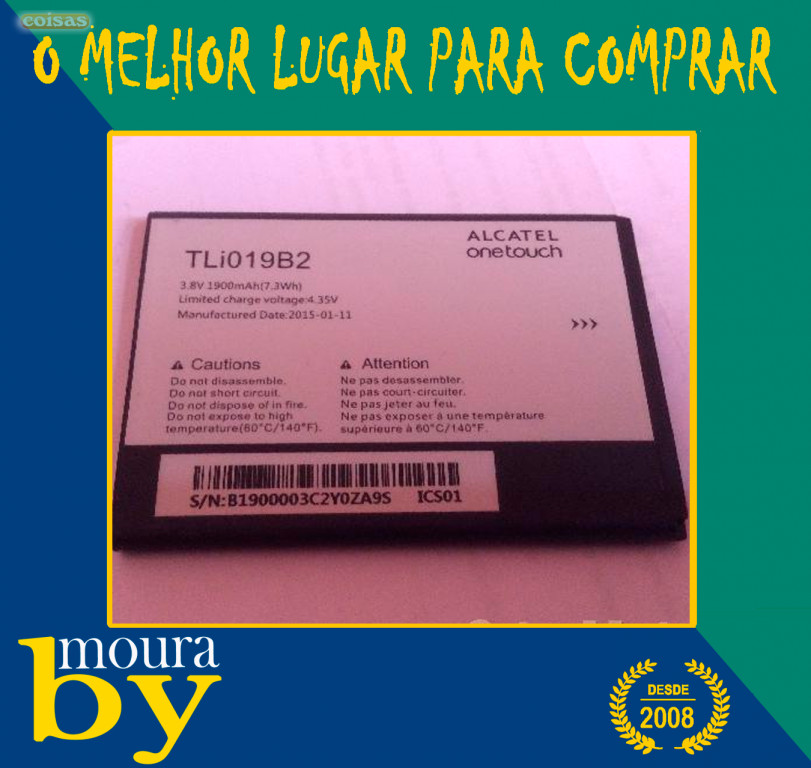 coisas
O MELHOR LUGAR PARA COMPRAR
ALCATEL
onetouch
TLi019B2
3.8V 1900mAh(7.3Wh)
Limited charge voltage:4.35V
Manufactured Date:2015-01-11
>>>
Cautions
Do not disassemble.
Do not short circuit.
Do not dispose of in fire.
Do not expose to high
temperature(60°C/140°F).
Attention
Ne pas desassembler.
Ne pas court-circuiter.
Ne pas jeter au feu.
Ne pas exposer à une température
supérieure à 60°C/140°F.
S/N:B1900003C2Y0ZA9S ICS01
by moura
DESDE
2008